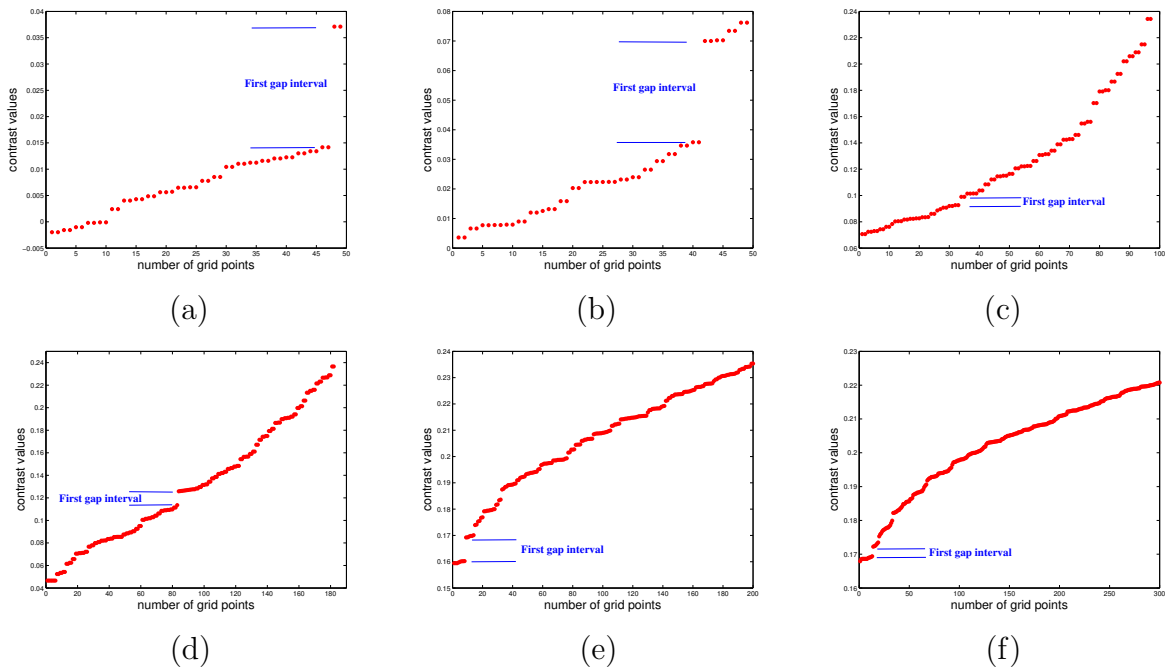 0.04
0.035
0.03
0.025
0.02
0.015
0.01
0.005
0
−0.005
0 5 10 15 20 25 30 35 40 45 50
contrast values
number of grid points
First gap interval
(a)
0.08
0.07
0.06
0.05
0.04
0.03
0.02
0.01
0
0 5 10 15 20 25 30 35 40 45 50
contrast values
number of grid points
First gap interval
(b)
0.24
0.22
0.2
0.18
0.16
0.14
0.12
0.1
0.08
0.06
0 10 20 30 40 50 60 70 80 90 100
contrast values
number of grid points
First gap interval
(c)
0.24
0.22
0.2
0.18
0.16
0.14
0.12
0.1
0.08
0.06
0.04
0 20 40 60 80 100 120 140 160 180
contrast values
number of grid points
First gap interval
(d)
0.24
0.23
0.22
0.21
0.2
0.19
0.18
0.17
0.16
0.15
0 20 40 60 80 100 120 140 160 180 200
contrast values
number of grid points
First gap interval
(e)
0.23
0.22
0.21
0.2
0.19
0.18
0.17
0.16
0 50 100 150 200 250 300
contrast values
number of grid points
First gap interval
(f)